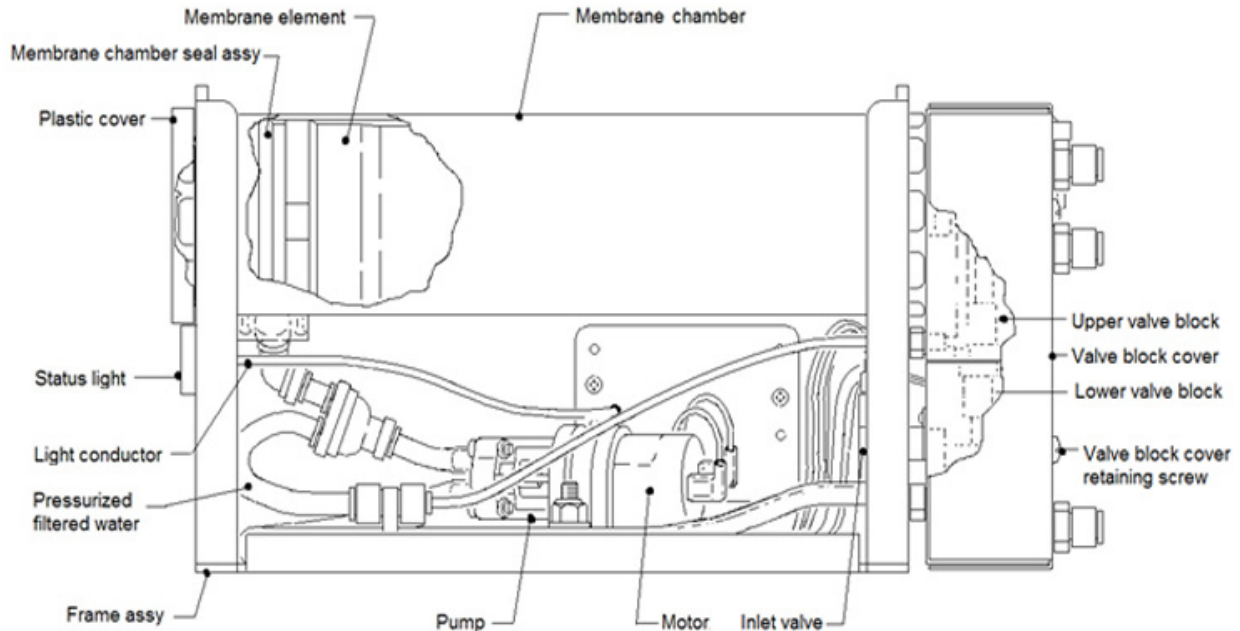 Membrane element
Membrane chamber
Membrane chamber seal assy
Plastic cover
Upper valve block
Valve block cover
Status light
Lower valve block
Light conductor
Valve block cover
retaining screw
Pressurized
filtered water
Frame assy
Pump
Motor
Inlet valve